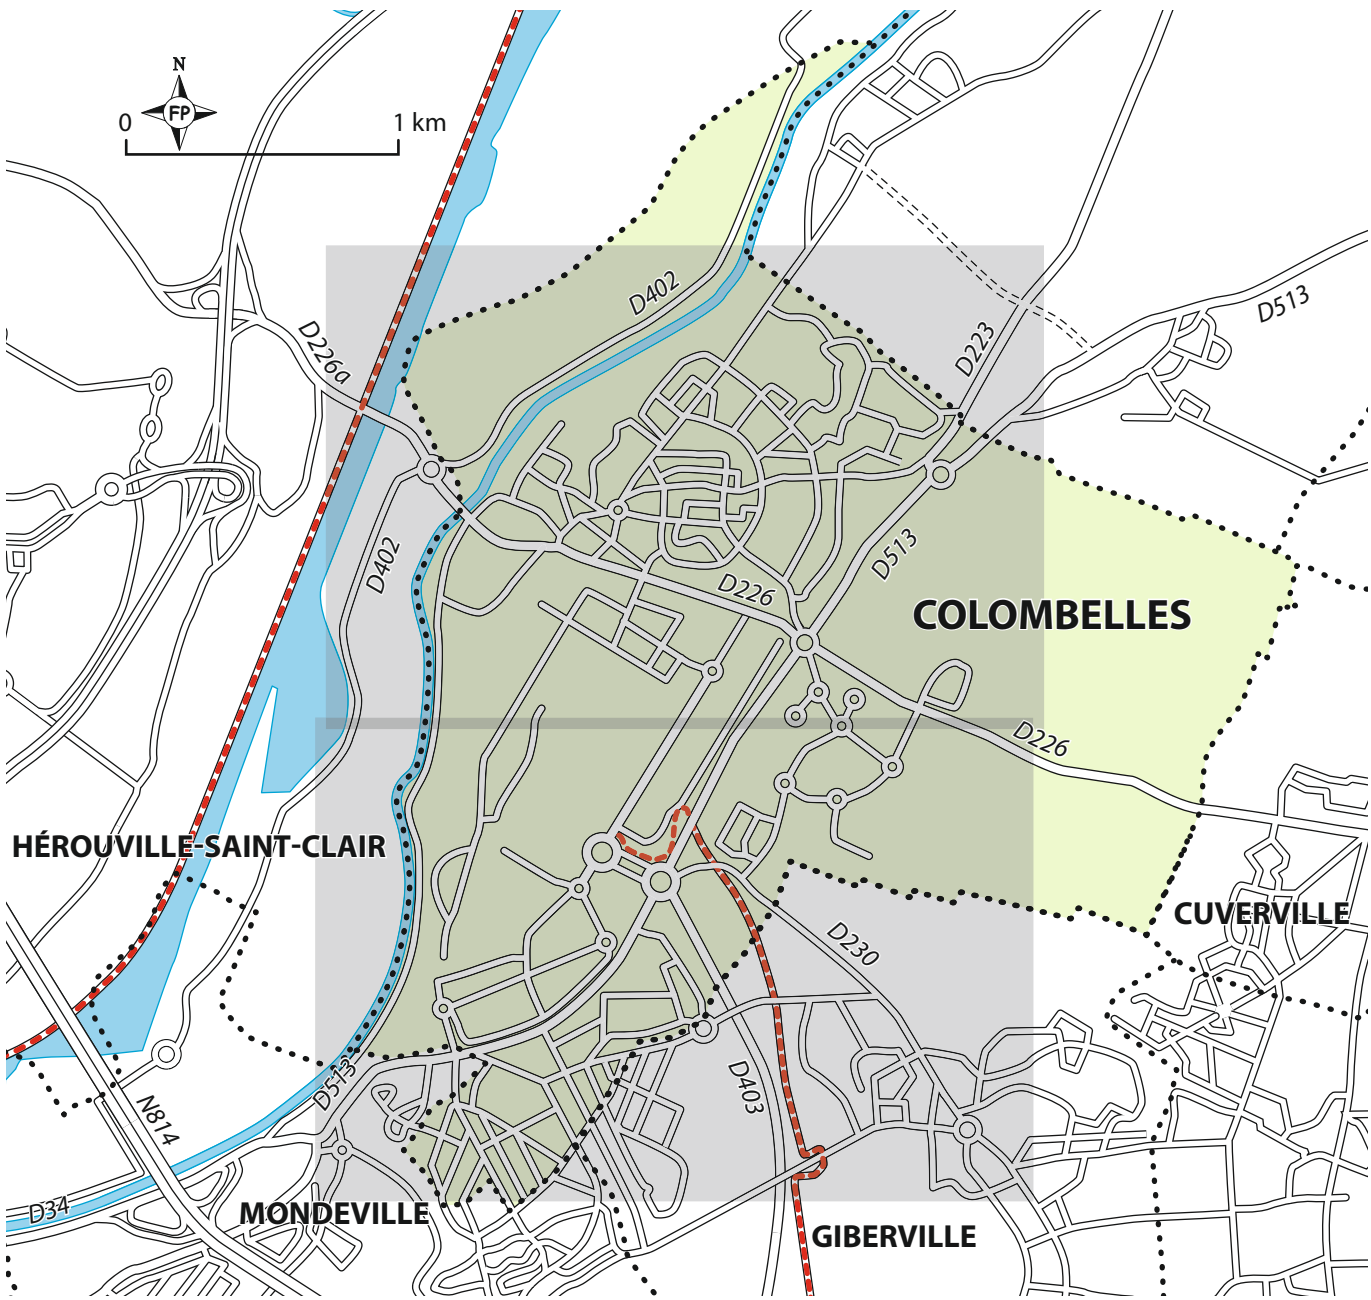 N
FP
0 1 km
D402
D513
D226a
D223
D402
D513
D226
COLOMBELLES
D226
HÉROUVILLE-SAINT-CLAIR
CUVERVILLE
D230
D513
D403
N814
D34
MONDEVILLE
GIBERVILLE